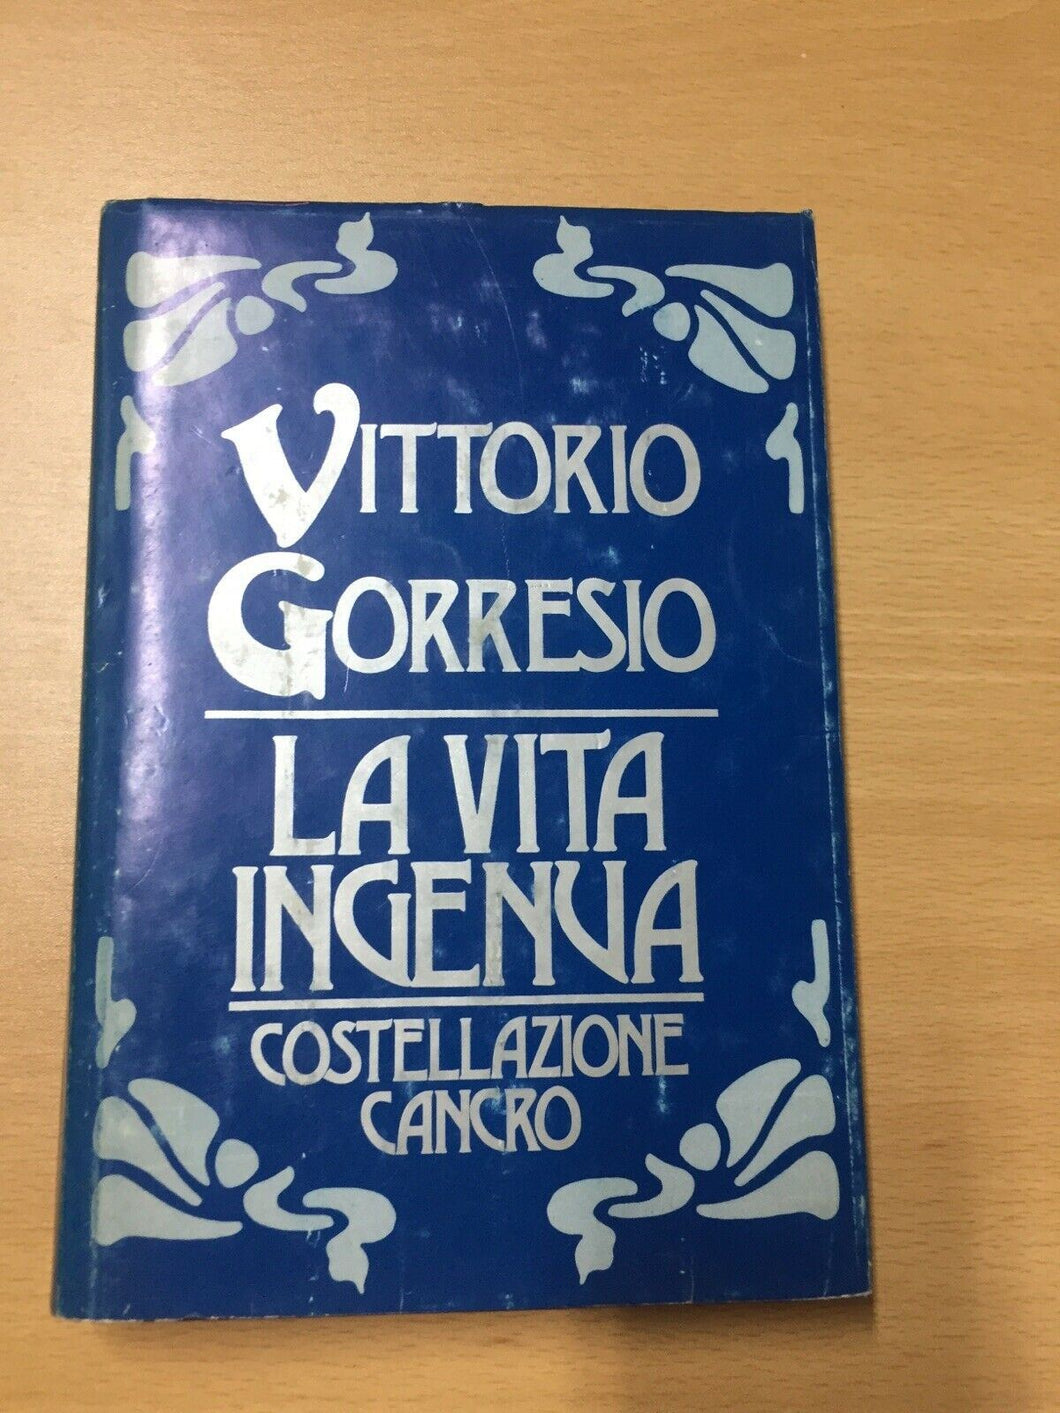 VITTORIO
GORRESIO
LA VITA
INGENUA
COSTELLAZIONE
CANCRO